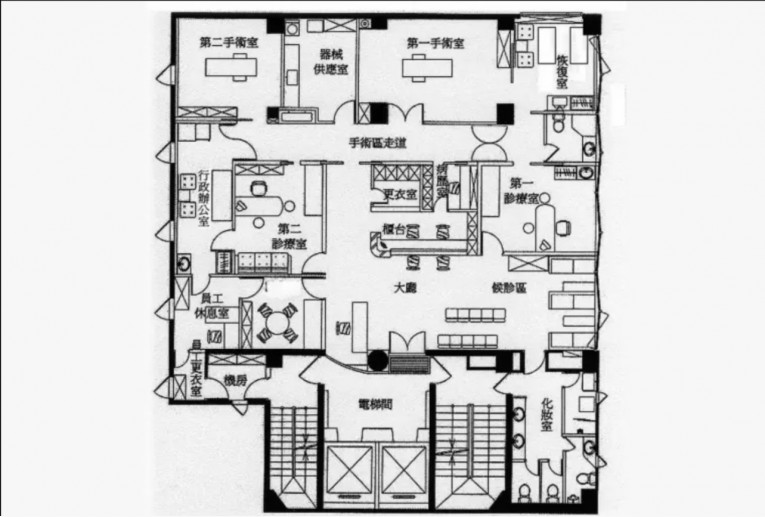 第二手術室
器械
供應室
第一手術室
恢復室
手術區走道
行政辦公室
更衣室
病歷室
第一
診療室
第二
診療室
櫃台
員工
休息室
大廳
候診區
員工更衣室
機房
電梯間
化妝室